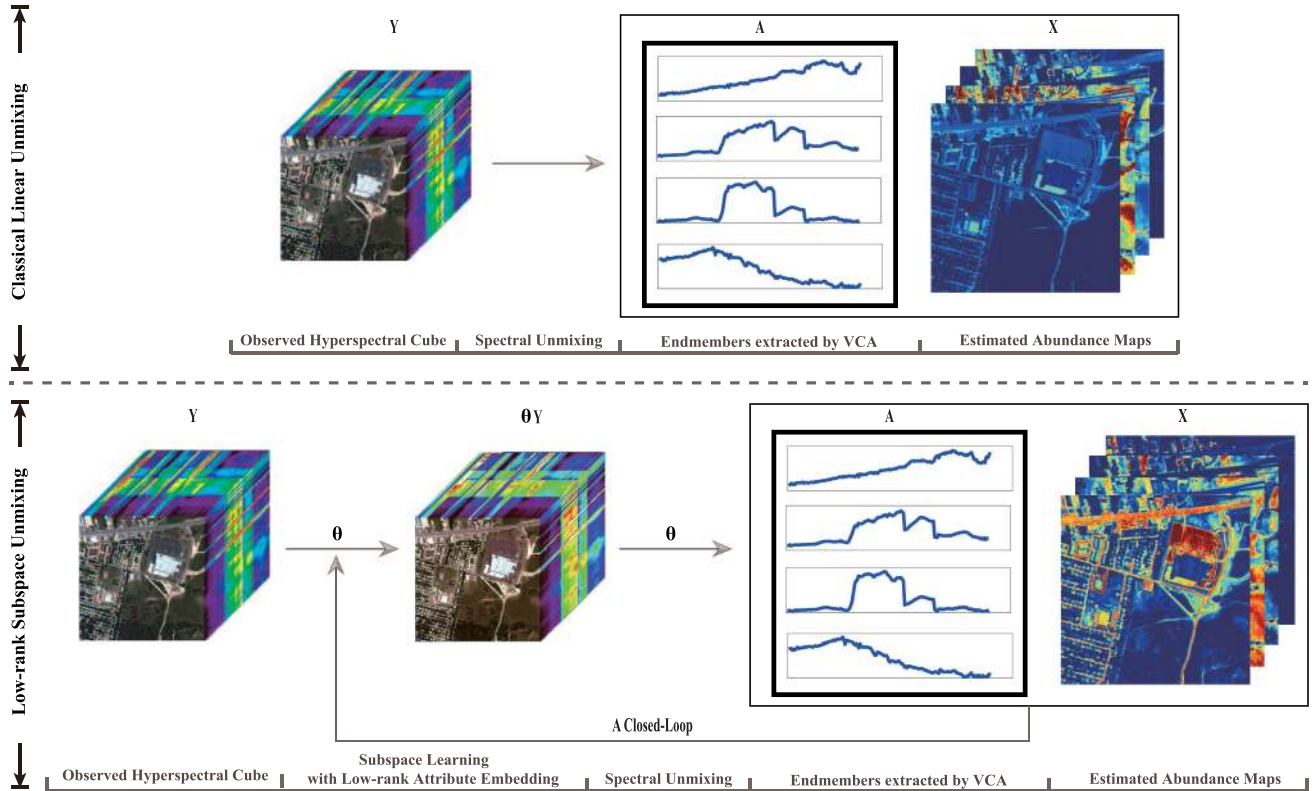 Classical Linear Unmixing
Y
A
X
Observed Hyperspectral Cube
Spectral Unmixing
Endmembers extracted by VCA
Estimated Abundance Maps
Low-rank Subspace Unmixing
Y
θY
A
X
θ
θ
A Closed-Loop
Observed Hyperspectral Cube
Subspace Learning
with Low-rank Attribute Embedding
Spectral Unmixing
Endmembers extracted by VCA
Estimated Abundance Maps